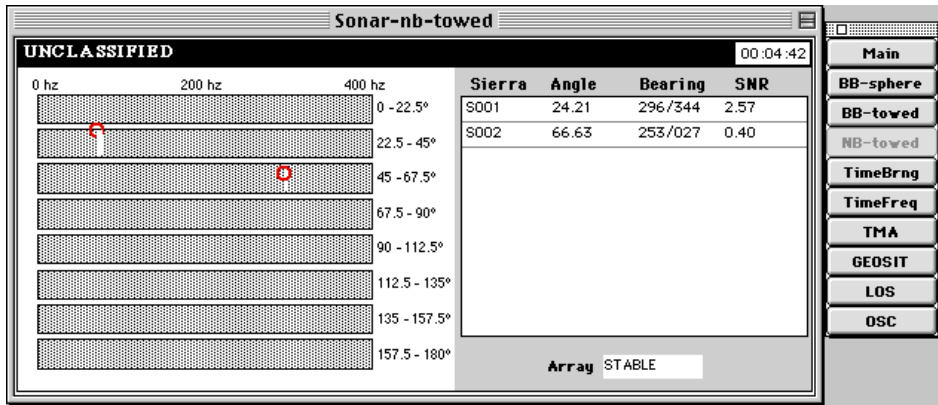 Sonar-nb-towed
UNCLASSIFIED 00:04:42
0 hz 200 hz 400 hz
0 -22.5°
22.5 - 45°
45 -67.5°
67.5 - 90°
90 - 112.5°
112.5 - 135°
135 - 157.5°
157.5 - 180°
Sierra Angle Bearing SNR
S001 24.21 296/344 2.57
S002 66.63 253/027 0.40
Array STABLE
Main
BB-sphere
BB-towed
NB-towed
TimeBrng
TimeFreq
TMA
GEOSIT
LOS
OSC